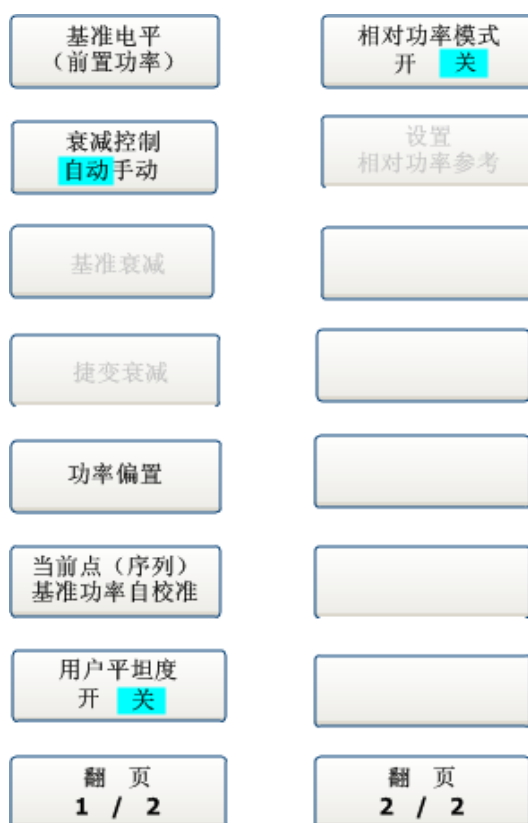 基准电平
（前置功率）
衰减控制
自动手动
基准衰减
捷变衰减
功率偏置
当前点（序列）
基准功率自校准
用户平坦度
开 关
翻 页
1 / 2
相对功率模式
开 关
设置
相对功率参考
翻 页
2 / 2